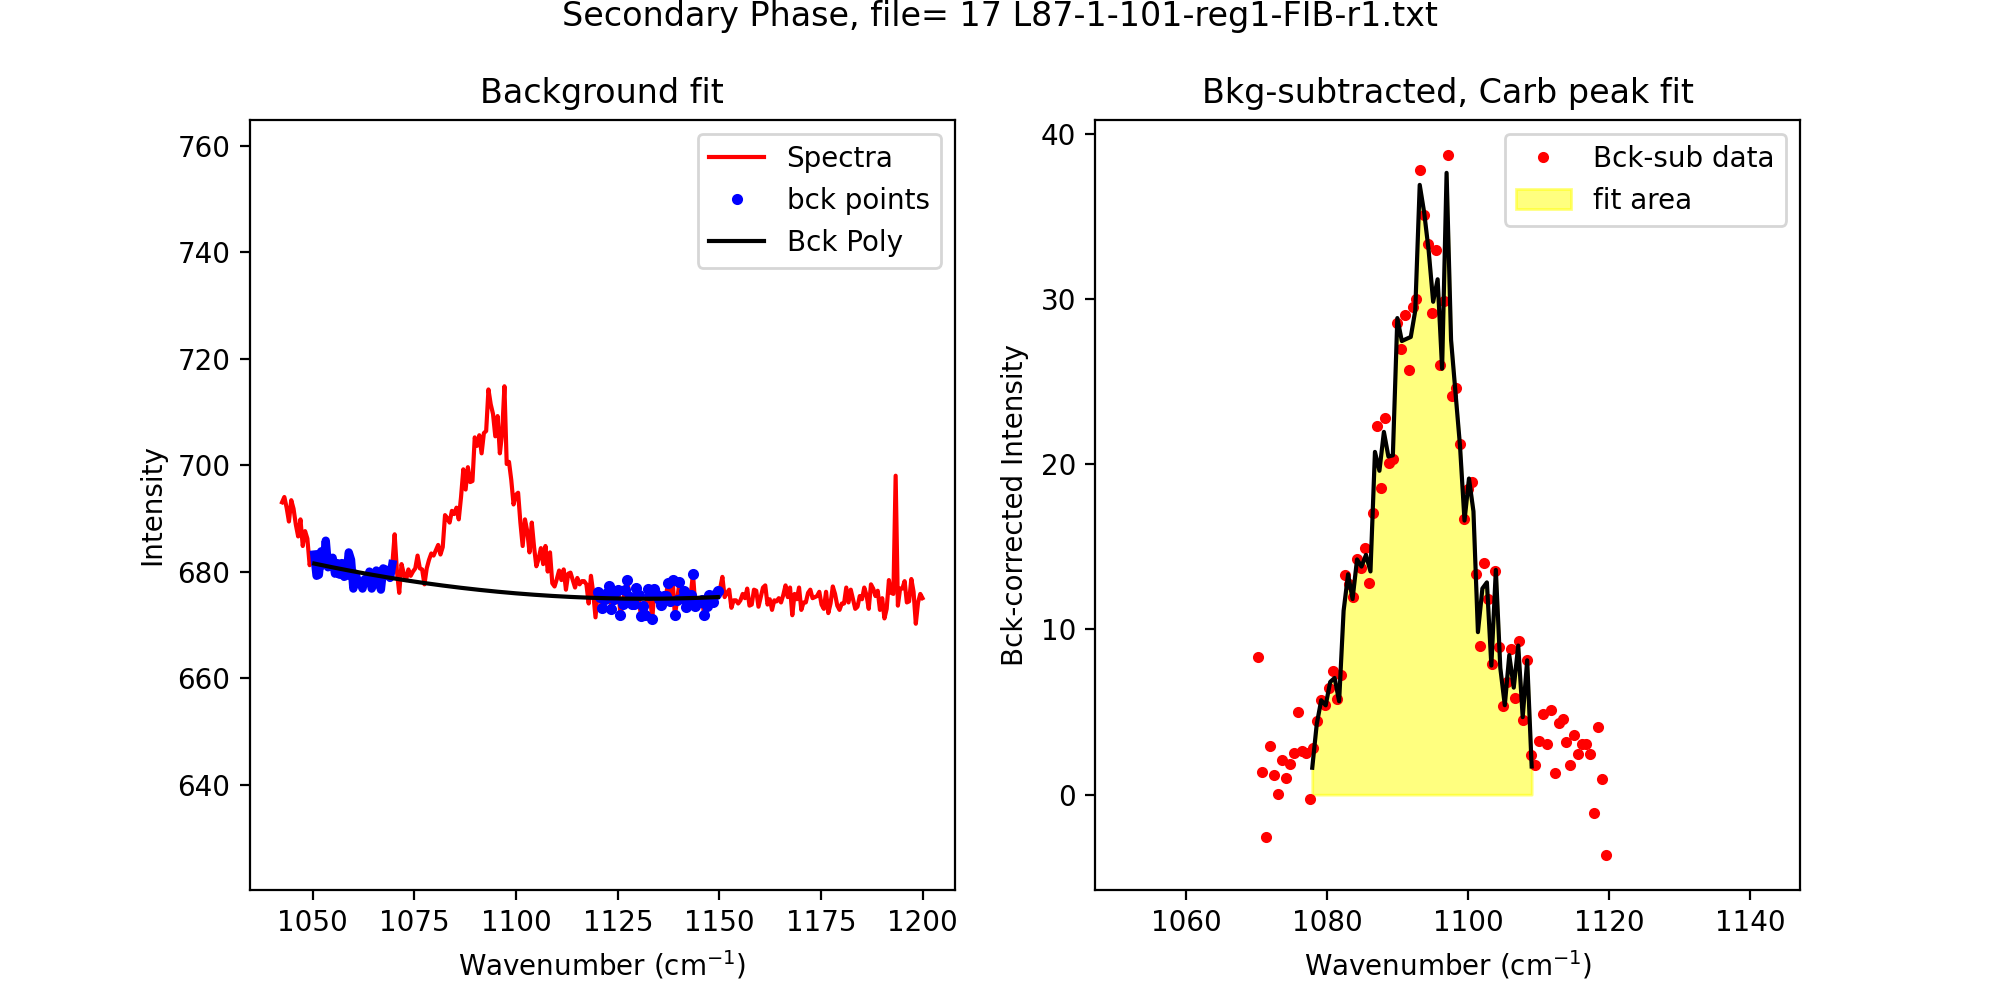 Secondary Phase, file= 17 L87-1-101-reg1-FIB-r1.txt
Background fit
760
740
720
700
680
660
640
Intensity
Spectra
bck points
Bck Poly
1050 1075 1100 1125 1150 1175 1200
Wavenumber (cm⁻¹)
Bkg-subtracted, Carb peak fit
40
30
20
10
0
Bck-corrected Intensity
Bck-sub data
fit area
1060 1080 1100 1120 1140
Wavenumber (cm⁻¹)